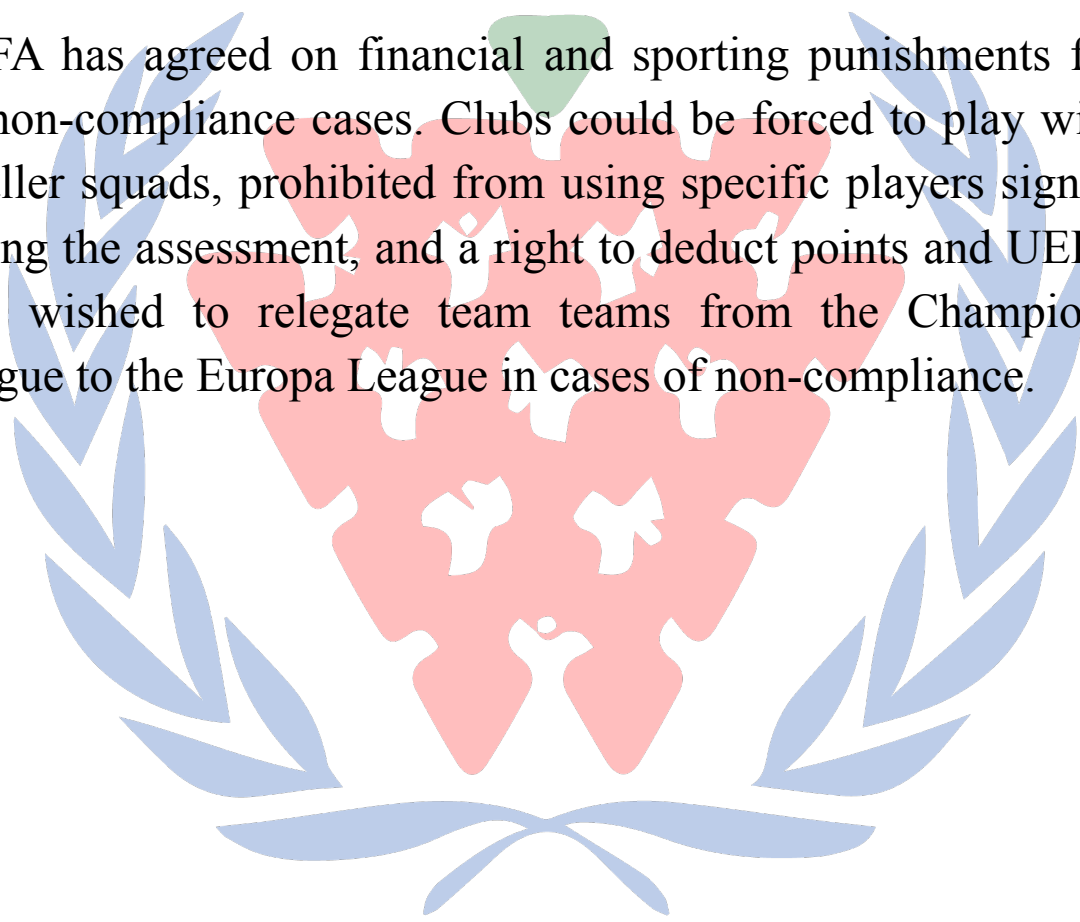 FA has agreed on financial and sporting punishments f
non-compliance cases. Clubs could be forced to play wi
ller squads, prohibited from using specific players sign
ng the assessment, and a right to deduct points and UEF
wished to relegate team teams from the Champio
gue to the Europa League in cases of non-compliance.